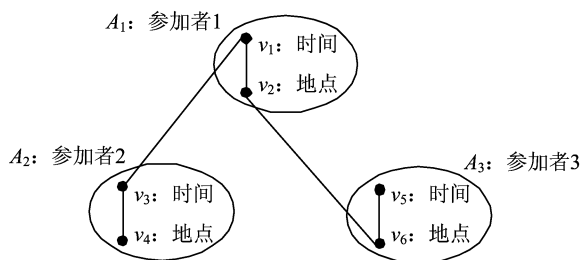 A₁：参加者1
v₁：时间
v₂：地点
A₂：参加者2
v₃：时间
v₄：地点
A₃：参加者3
v₅：时间
v₆：地点